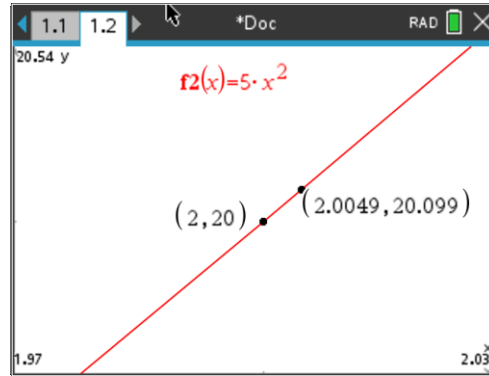 1.1 1.2 *Doc RAD
20.54 y
f2(x)=5·x²
(2,20) (2.0049,20.099)
1.97 2.03
x